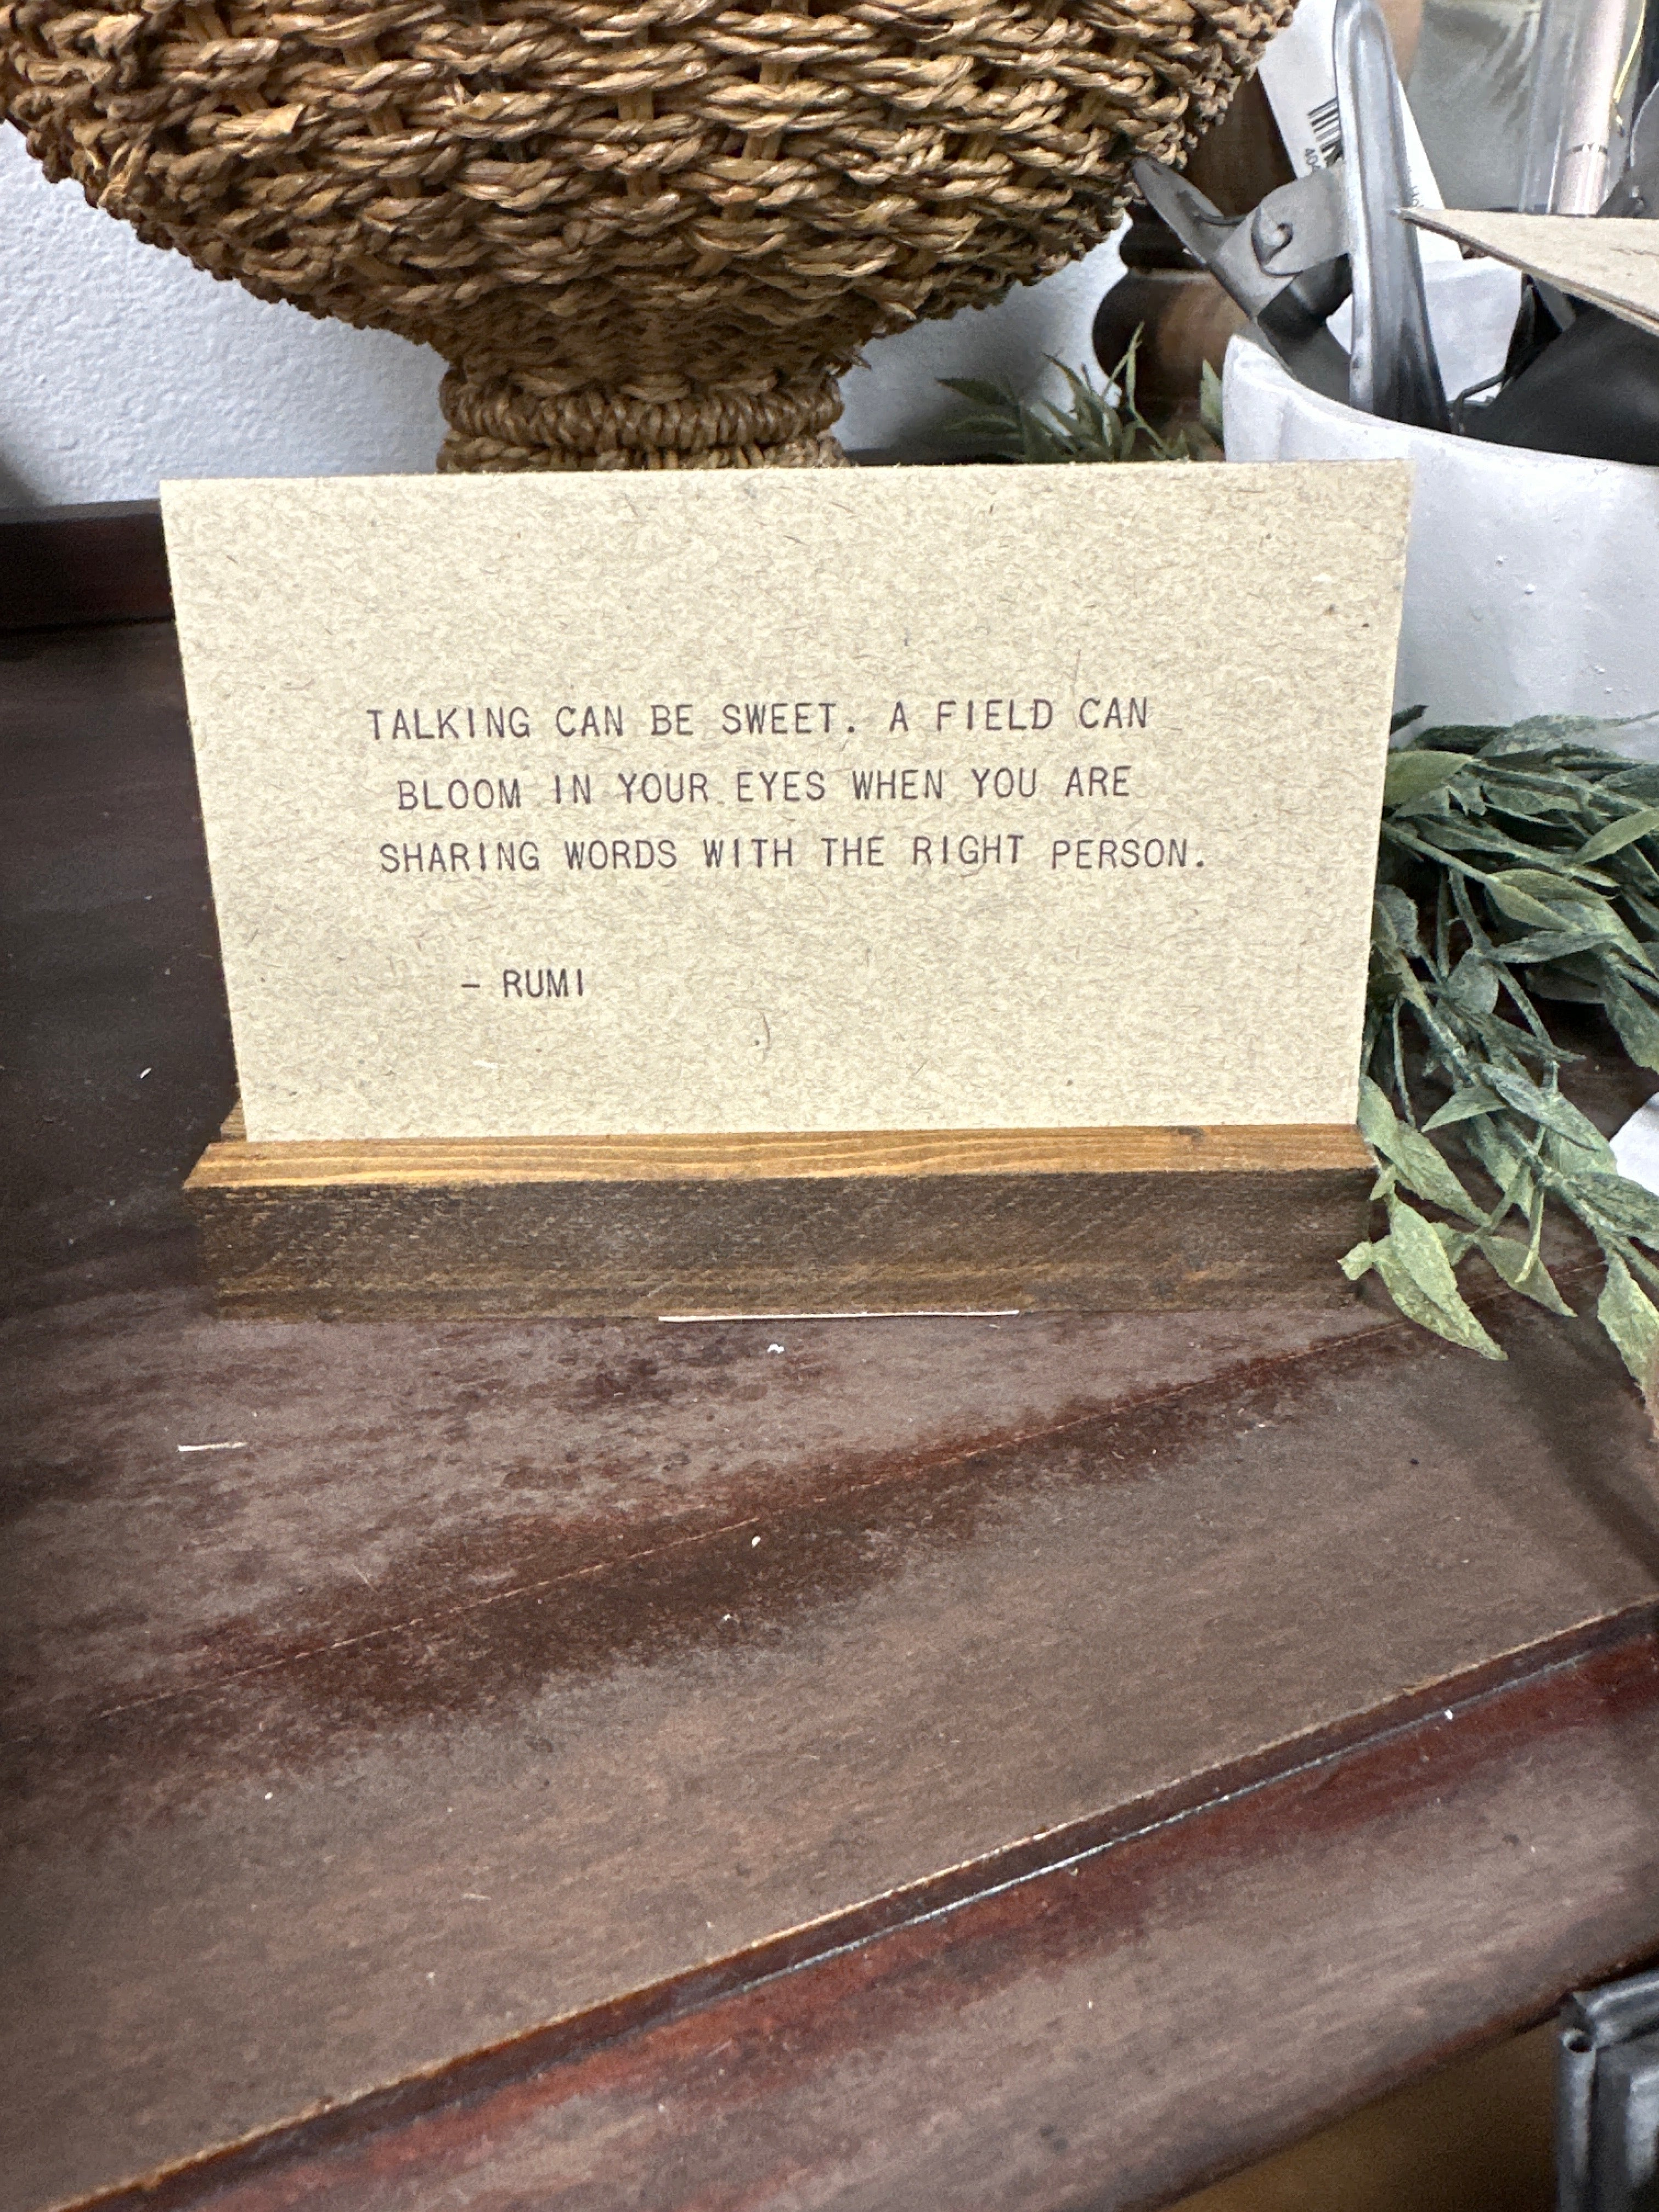 TALKING CAN BE SWEET. A FIELD CAN
BLOOM IN YOUR EYES WHEN YOU ARE
SHARING WORDS WITH THE RIGHT PERSON.
– RUMI